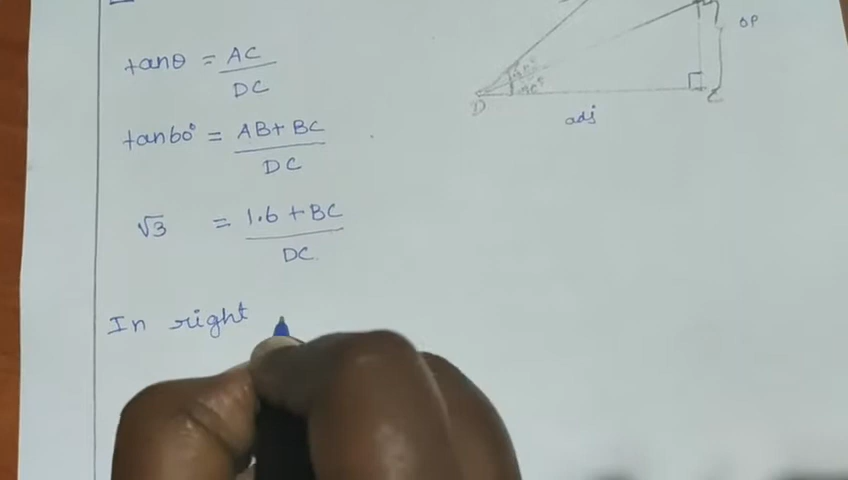 tanθ = AC / DC
tan60° = AB + BC / DC
√3 = 1.6 + BC / DC
In right
D
C
adj
op